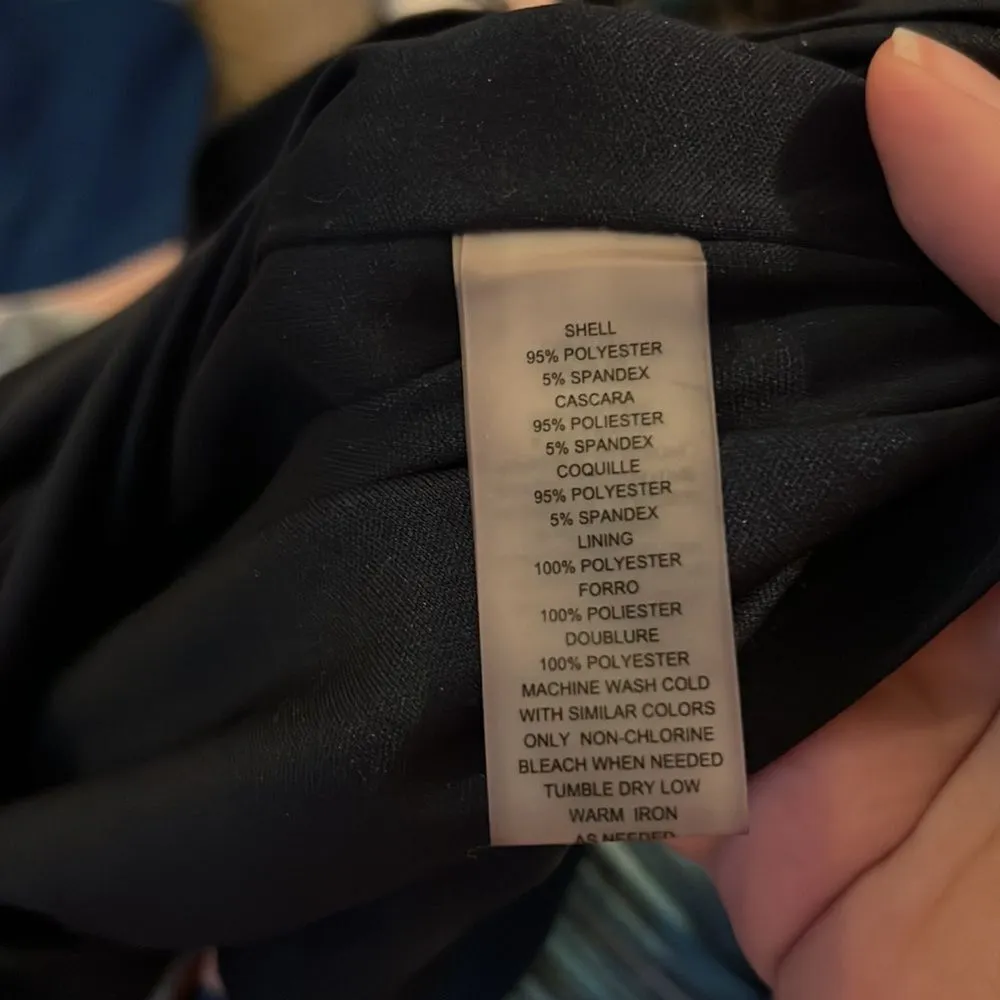 SHELL
95% POLYESTER
5% SPANDEX
CASCARA
95% POLIESTER
5% SPANDEX
COQUILLE
95% POLYESTER
5% SPANDEX
LINING
100% POLYESTER
FORRO
100% POLIESTER
DOUBLURE
100% POLYESTER
MACHINE WASH COLD
WITH SIMILAR COLORS
ONLY NON-CHLORINE
BLEACH WHEN NEEDED
TUMBLE DRY LOW
WARM IRON
AS NEEDED